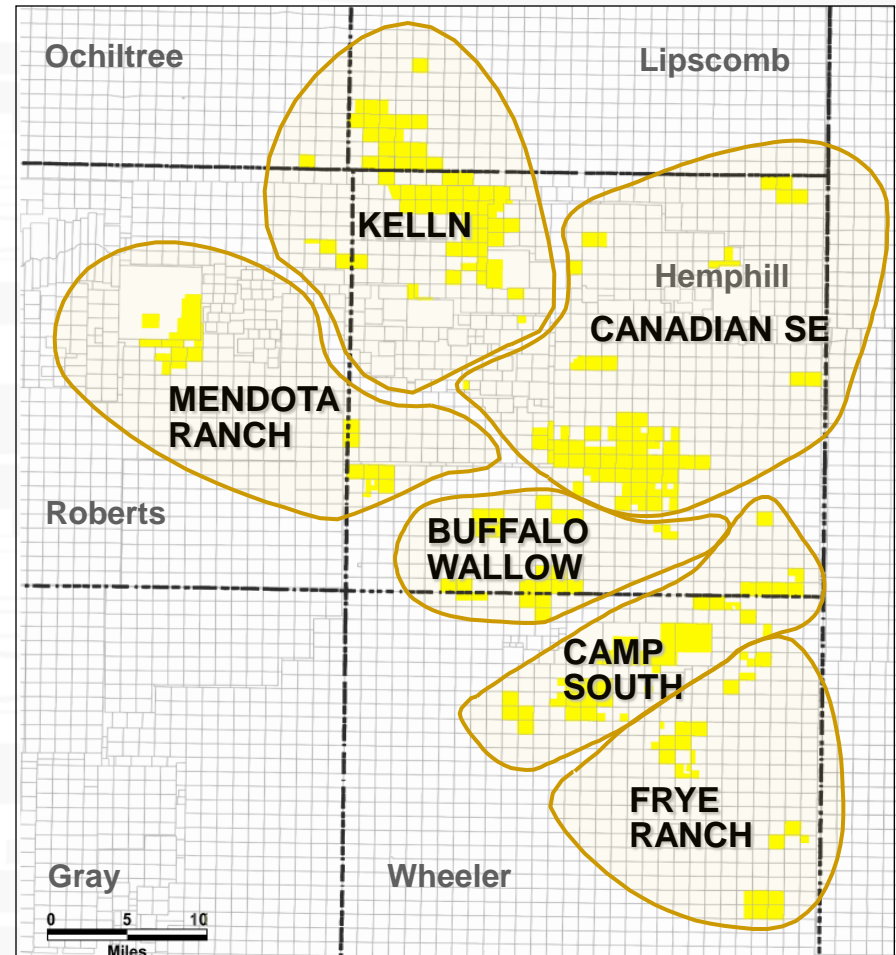 Ochiltree
Lipscomb
KELLN
Hemphill
CANADIAN SE
MENDOTA
RANCH
Roberts
BUFFALO
WALLOW
CAMP
SOUTH
FRYE
RANCH
Gray
Wheeler
0 5 10
Miles